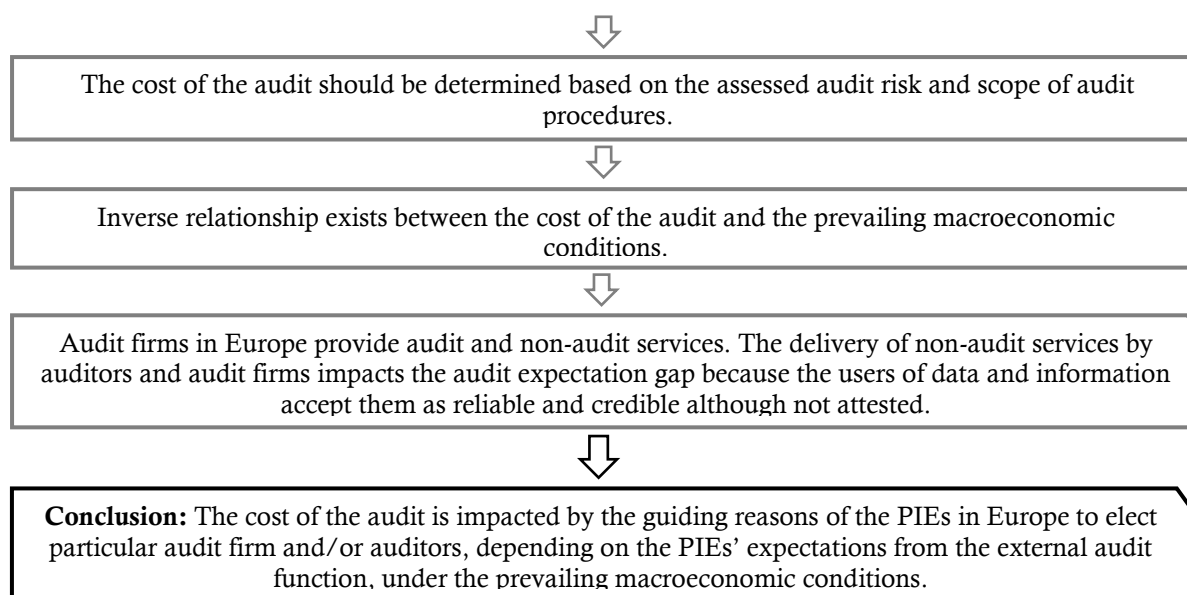 The cost of the audit should be determined based on the assessed audit risk and scope of audit
procedures.
Inverse relationship exists between the cost of the audit and the prevailing macroeconomic
conditions.
Audit firms in Europe provide audit and non-audit services. The delivery of non-audit services by
auditors and audit firms impacts the audit expectation gap because the users of data and information
accept them as reliable and credible although not attested.
Conclusion: The cost of the audit is impacted by the guiding reasons of the PIEs in Europe to elect
particular audit firm and/or auditors, depending on the PIEs’ expectations from the external audit
function, under the prevailing macroeconomic conditions.